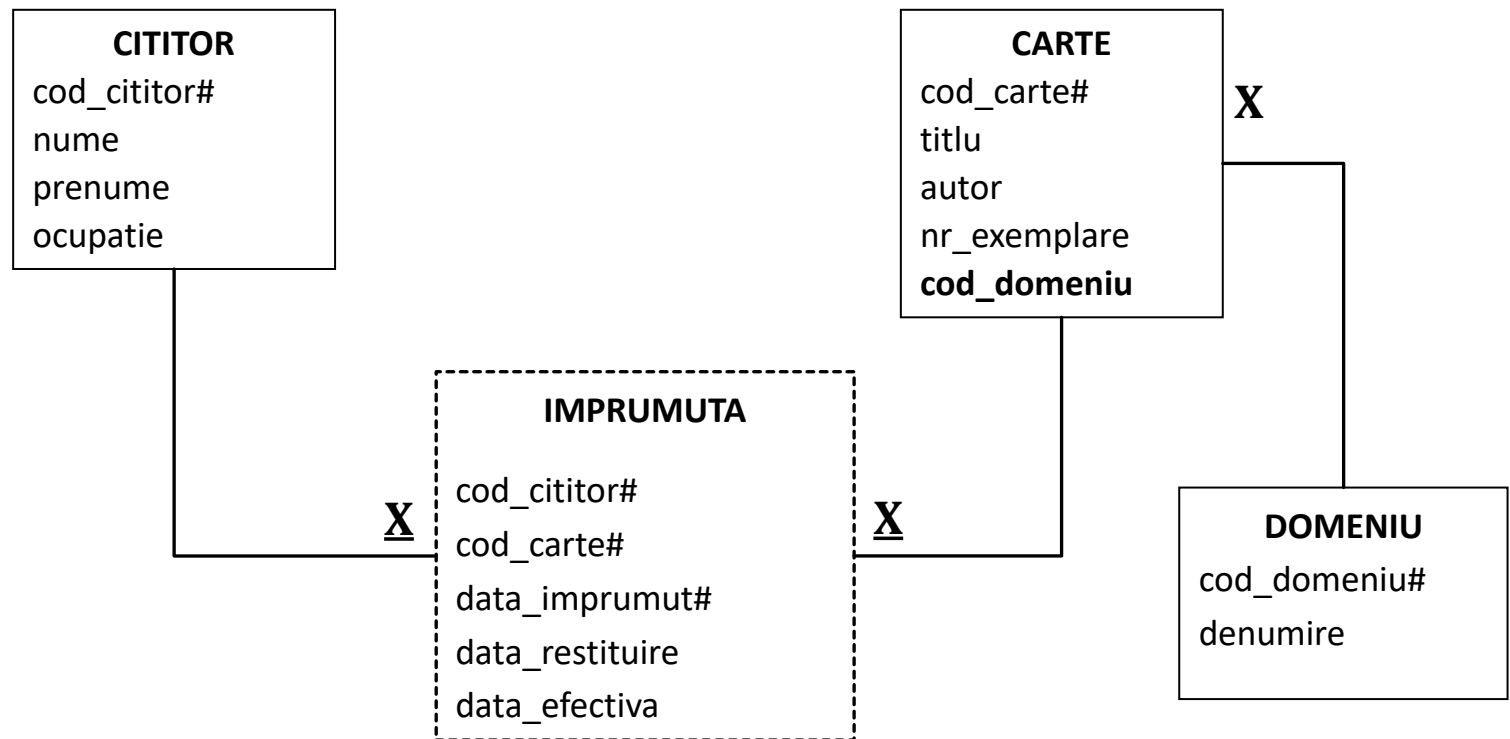 CITITOR
cod_cititor#
nume
prenume
ocupatie
CARTE
cod_carte#
titlu
autor
nr_exemplare
cod_domeniu
X
IMPRUMUTA
cod_cititor#
cod_carte#
data_imprumut#
data_restituire
data_efectiva
X
X
DOMENIU
cod_domeniu#
denumire